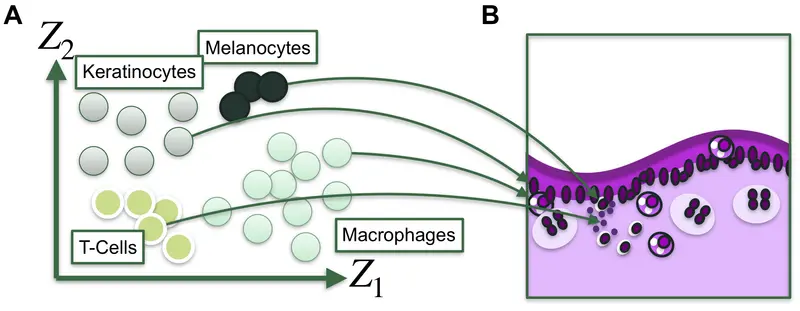 A
B
Z2
Melanocytes
Keratinocytes
T-Cells
Macrophages
Z1